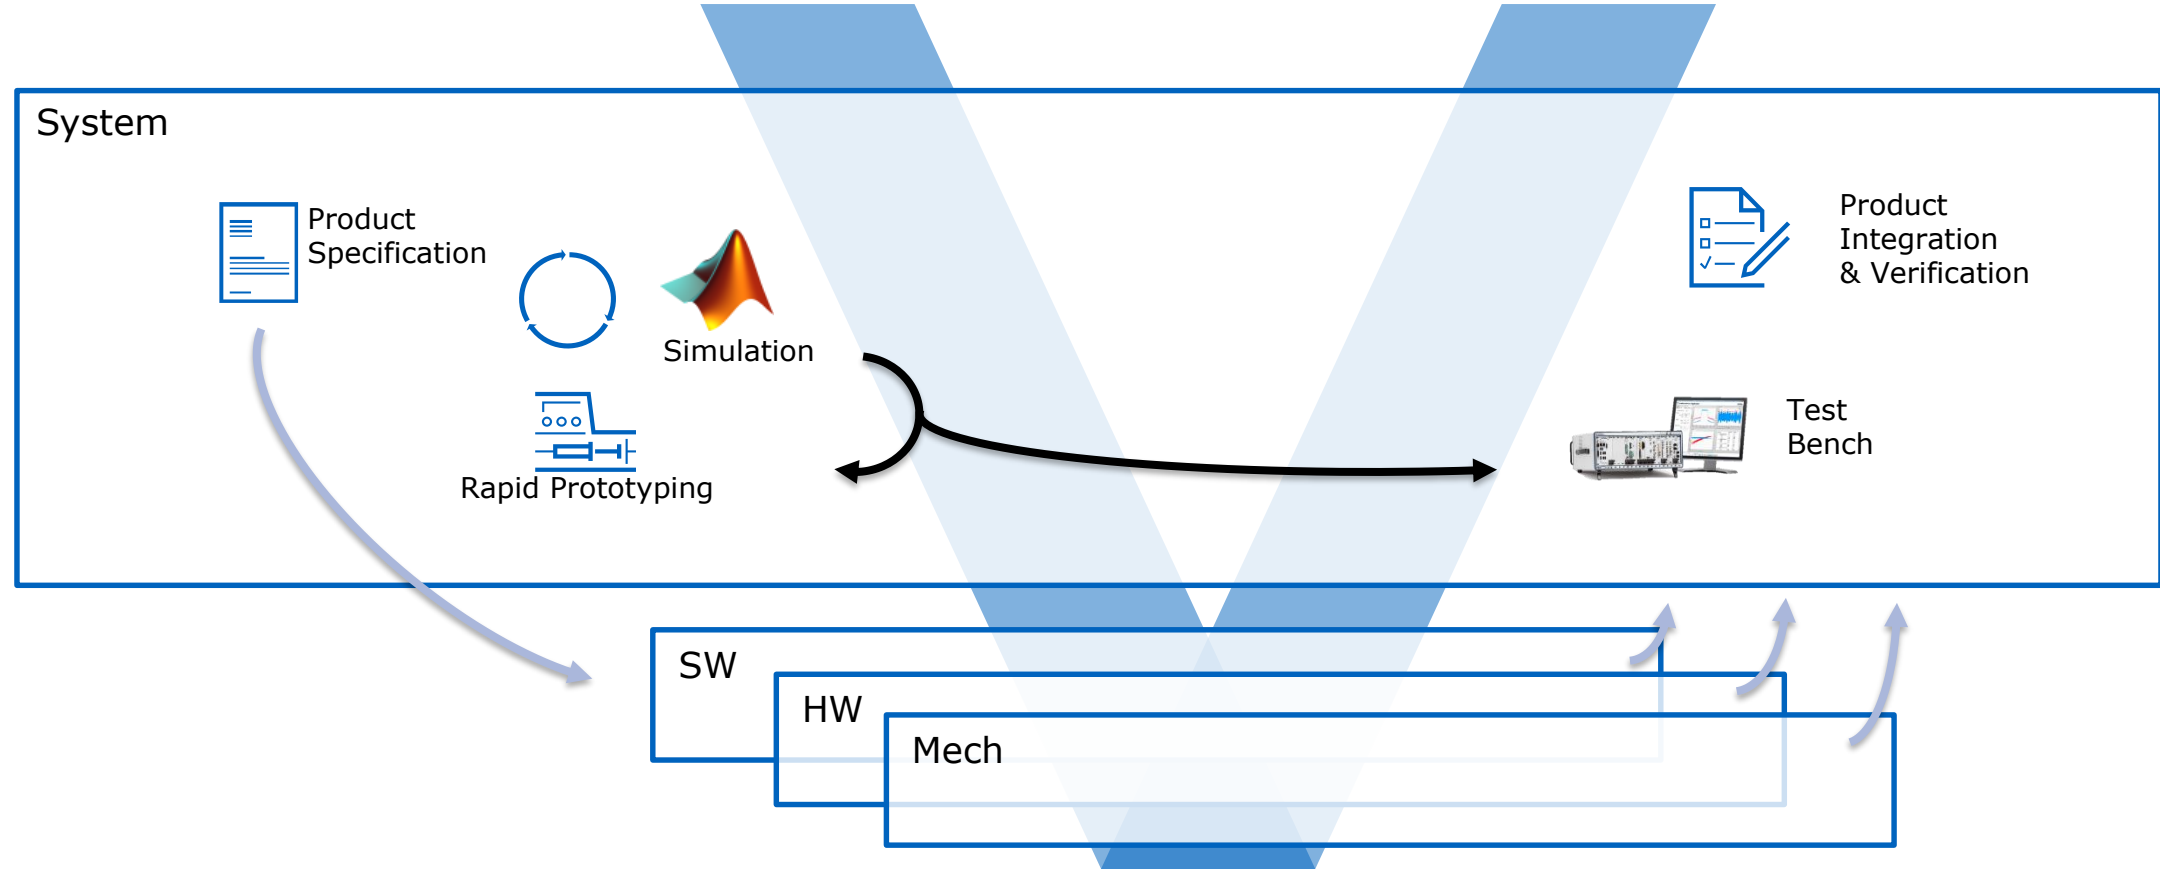 System
Product
Specification
Simulation
Rapid Prototyping
Product
Integration
& Verification
Test
Bench
SW
HW
Mech